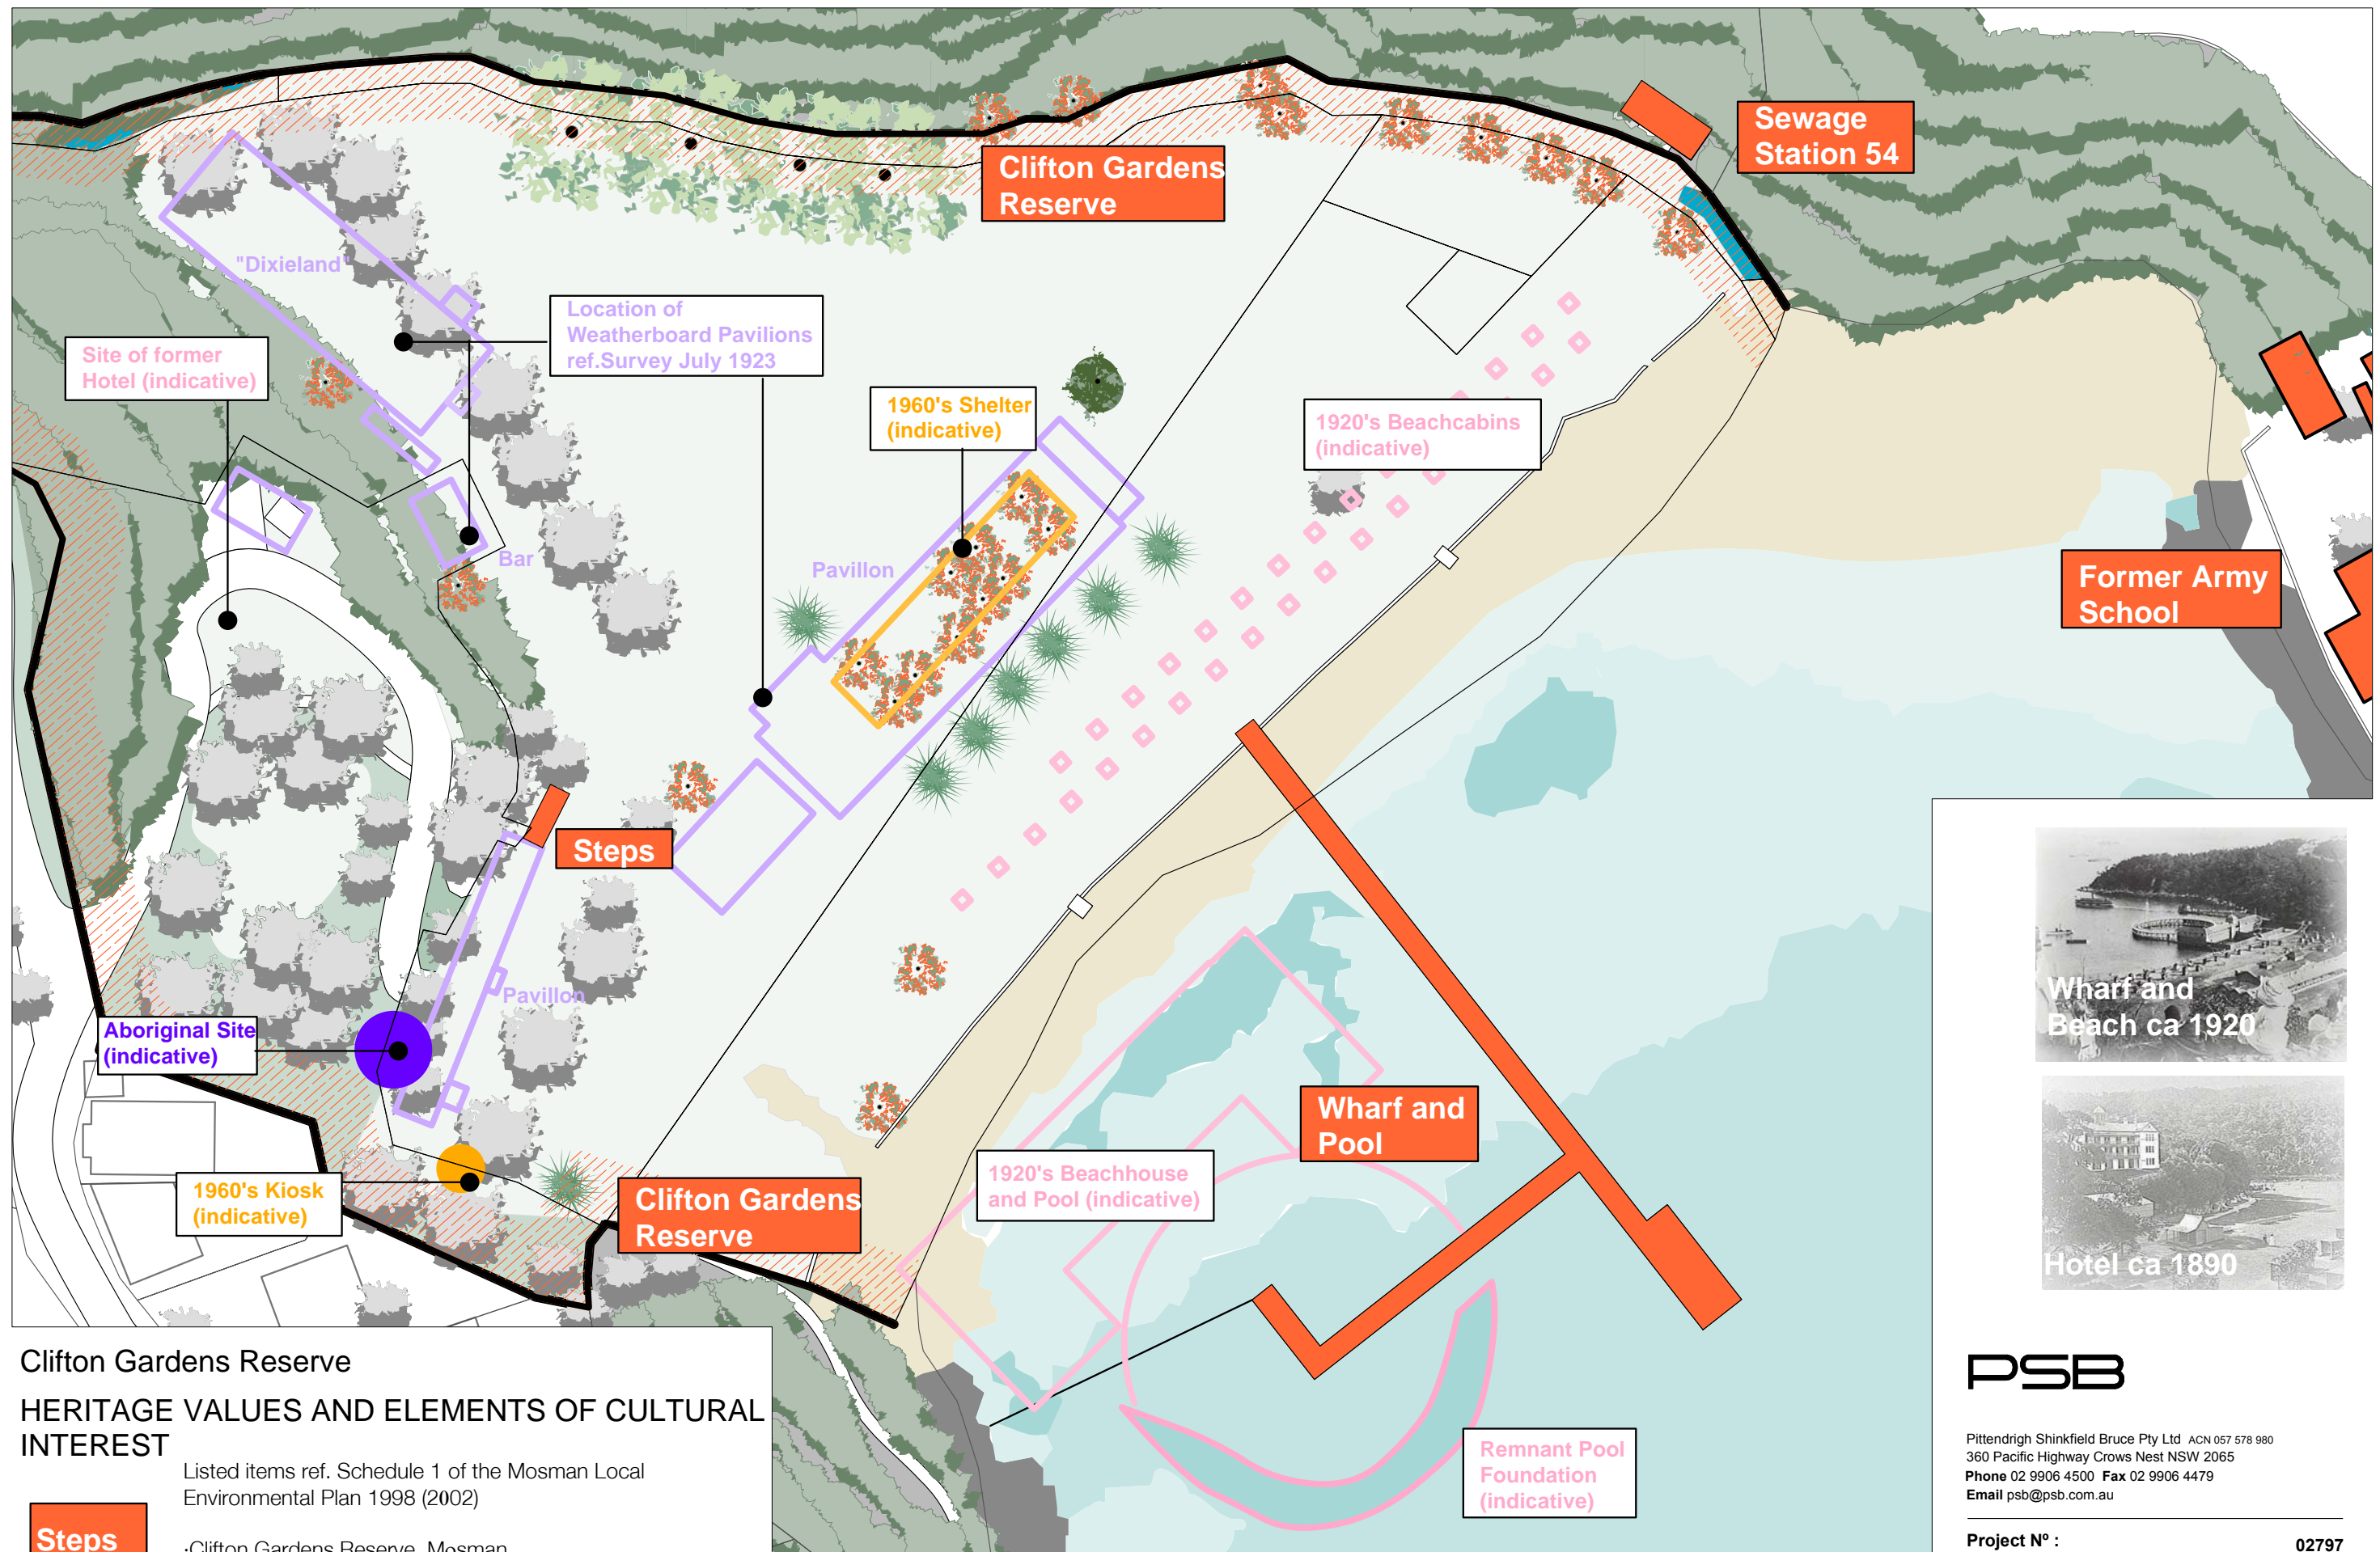 Sewage
Station 54
Clifton Gardens
Reserve
"Dixieland"
Location of
Weatherboard Pavilions
ref.Survey July 1923
Site of former
Hotel (indicative)
1960's Shelter
(indicative)
1920's Beachcabins
(indicative)
Bar
Pavillon
Former Army
School
Steps
Pavillon
Aboriginal Site
(indicative)
Wharf and
Pool
1920's Beachhouse
and Pool (indicative)
1960's Kiosk
(indicative)
Clifton Gardens
Reserve
Remnant Pool
Foundation
(indicative)
Wharf and
Beach ca 1920
Hotel ca 1890
Clifton Gardens Reserve
HERITAGE VALUES AND ELEMENTS OF CULTURAL
INTEREST
Listed items ref. Schedule 1 of the Mosman Local
Environmental Plan 1998 (2002)
Steps
·Clifton Gardens Reserve, Mosman
PSB
Pittendrigh Shinkfield Bruce Pty Ltd ACN 057 578 980
360 Pacific Highway Crows Nest NSW 2065
Phone 02 9906 4500 Fax 02 9906 4479
Email psb@psb.com.au
Project Nº : 02797